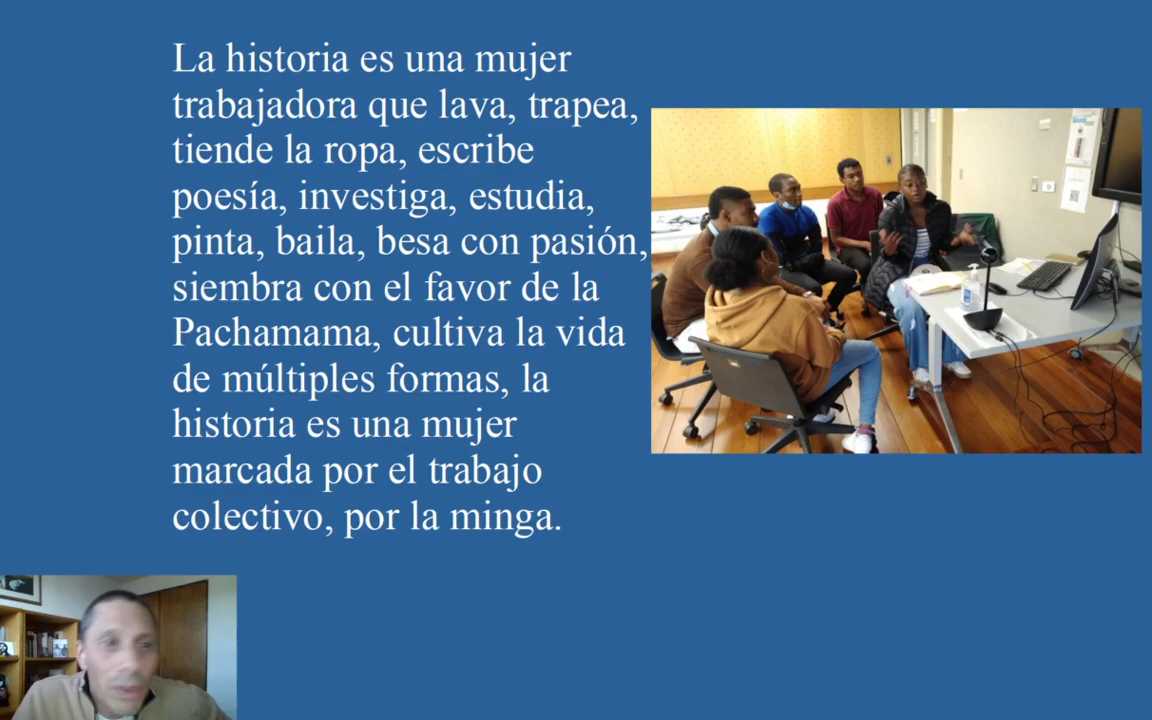 La historia es una mujer
trabajadora que lava, trapea,
tiende la ropa, escribe
poesía, investiga, estudia,
pinta, baila, besa con pasión,
siembra con el favor de la
Pachamama, cultiva la vida
de múltiples formas, la
historia es una mujer
marcada por el trabajo
colectivo, por la minga.